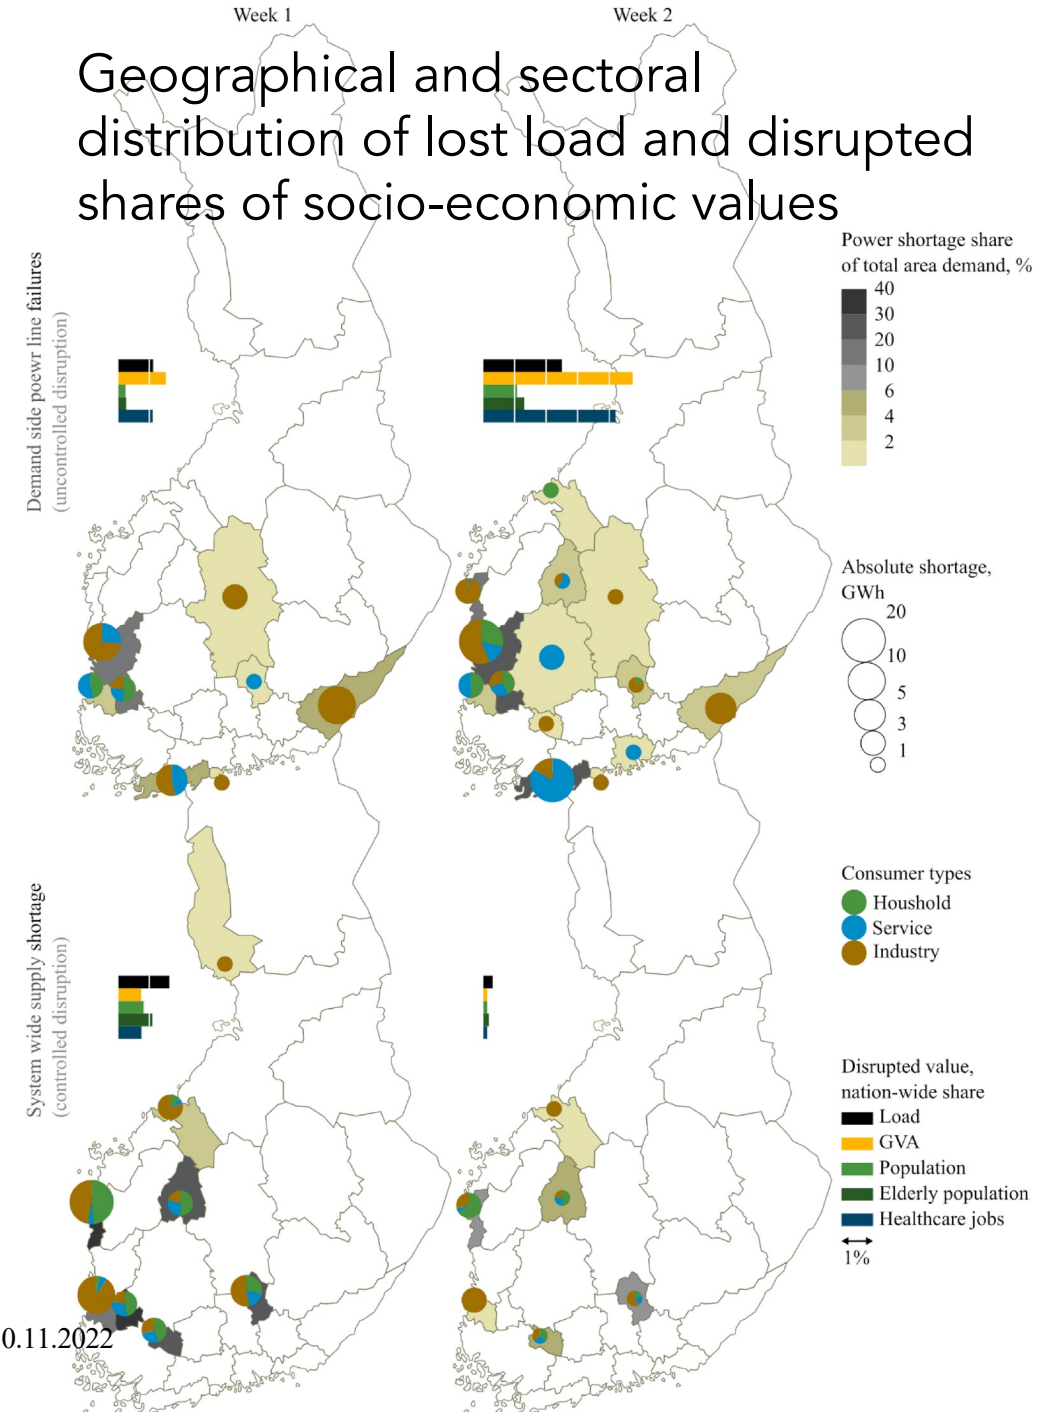 Week 1
Week 2
Geographical and sectoral
distribution of lost load and disrupted
shares of socio-economic values
Demand side poewr line failures
(uncontrolled disruption)
Power shortage share
of total area demand, %
40
30
20
10
6
4
2
Absolute shortage,
GWh
20
10
5
3
1
System wide supply shortage
(controlled disruption)
Consumer types
Houshold
Service
Industry
Disrupted value,
nation-wide share
Load
GVA
Population
Elderly population
Healthcare jobs
1%
0.11.2022